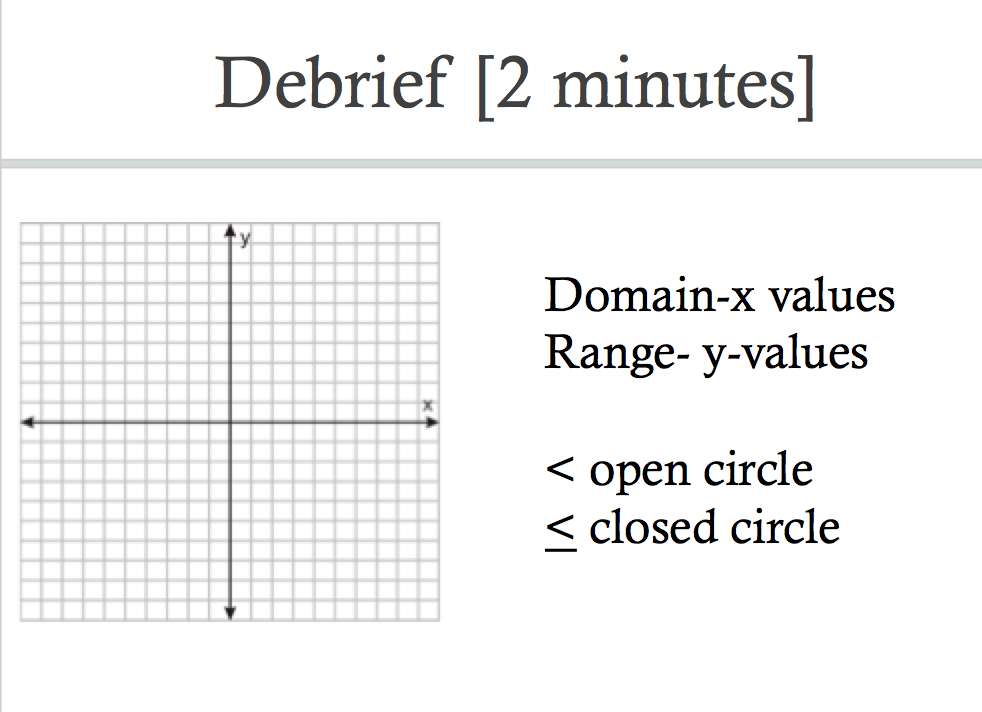 Debrief [2 minutes]
y
x
Domain-x values
Range- y-values
< open circle
≤ closed circle